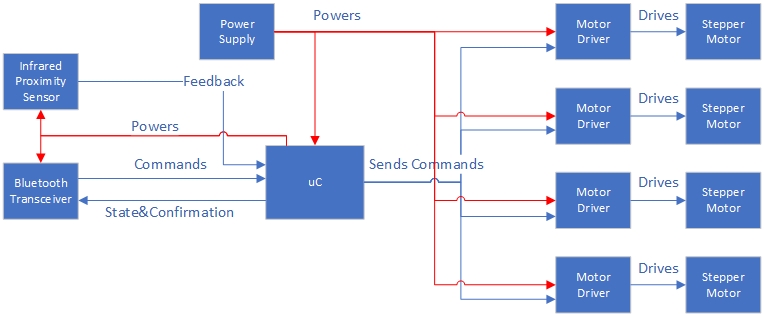 Powers
Power
Supply
Motor
Driver
Drives
Stepper
Motor
Infrared
Proximity
Sensor
Feedback
Motor
Driver
Drives
Stepper
Motor
Powers
Commands
Bluetooth
Transceiver
State&Confirmation
uC
Sends Commands
Motor
Driver
Drives
Stepper
Motor
Motor
Driver
Drives
Stepper
Motor